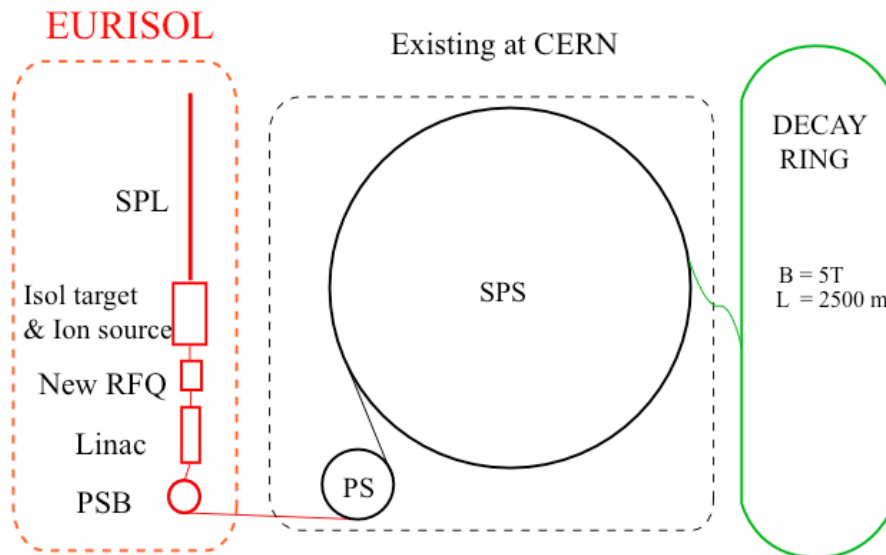 EURISOL
Existing at CERN
SPL
Isol target
& Ion source
New RFQ
Linac
PSB
PS
SPS
DECAY
RING
B = 5T
L = 2500 m